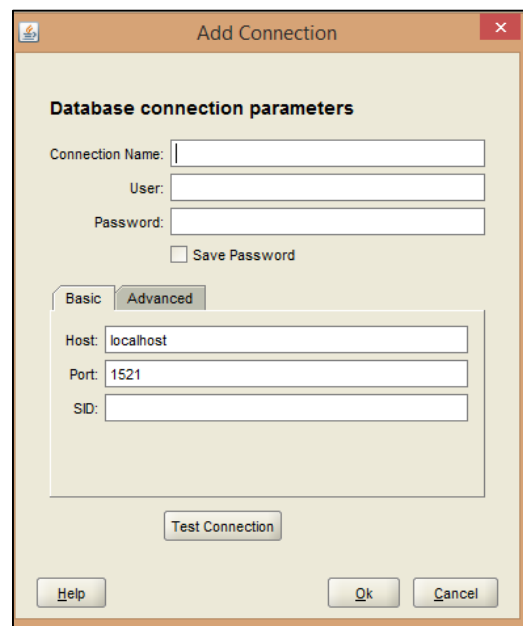 Add Connection
Database connection parameters
Connection Name:
User:
Password:
Save Password
Basic Advanced
Host: localhost
Port: 1521
SID:
Test Connection
Help Ok Cancel